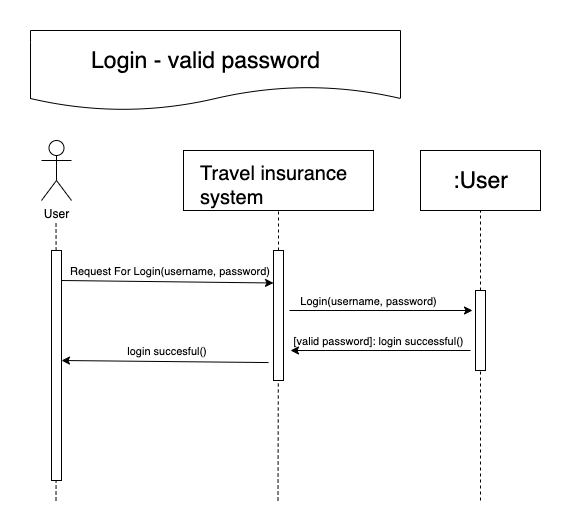 Login - valid password
Travel insurance
system
:User
User
Request For Login(username, password)
Login(username, password)
[valid password]: login successful()
login succesful()